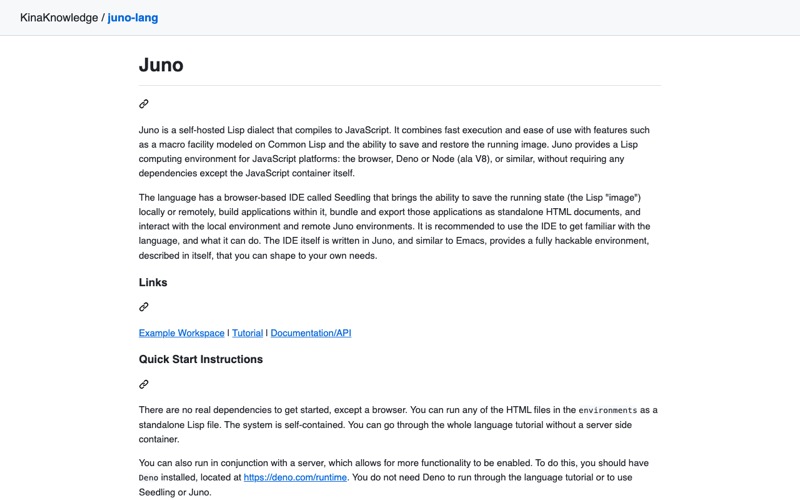 KinaKnowledge / juno-lang
Juno
Juno is a self-hosted Lisp dialect that compiles to JavaScript. It combines fast execution and ease of use with features such
as a macro facility modeled on Common Lisp and the ability to save and restore the running image. Juno provides a Lisp
computing environment for JavaScript platforms: the browser, Deno or Node (ala V8), or similar, without requiring any
dependencies except the JavaScript container itself.
The language has a browser-based IDE called Seedling that brings the ability to save the running state (the Lisp "image")
locally or remotely, build applications within it, bundle and export those applications as standalone HTML documents, and
interact with the local environment and remote Juno environments. It is recommended to use the IDE to get familiar with the
language, and what it can do. The IDE itself is written in Juno, and similar to Emacs, provides a fully hackable environment,
described in itself, that you can shape to your own needs.
Links
Example Workspace | Tutorial | Documentation/API
Quick Start Instructions
There are no real dependencies to get started, except a browser. You can run any of the HTML files in the environments as a
standalone Lisp file. The system is self-contained. You can go through the whole language tutorial without a server side
container.
You can also run in conjunction with a server, which allows for more functionality to be enabled. To do this, you should have
Deno installed, located at https://deno.com/runtime. You do not need Deno to run through the language tutorial or to use
Seedling or Juno.